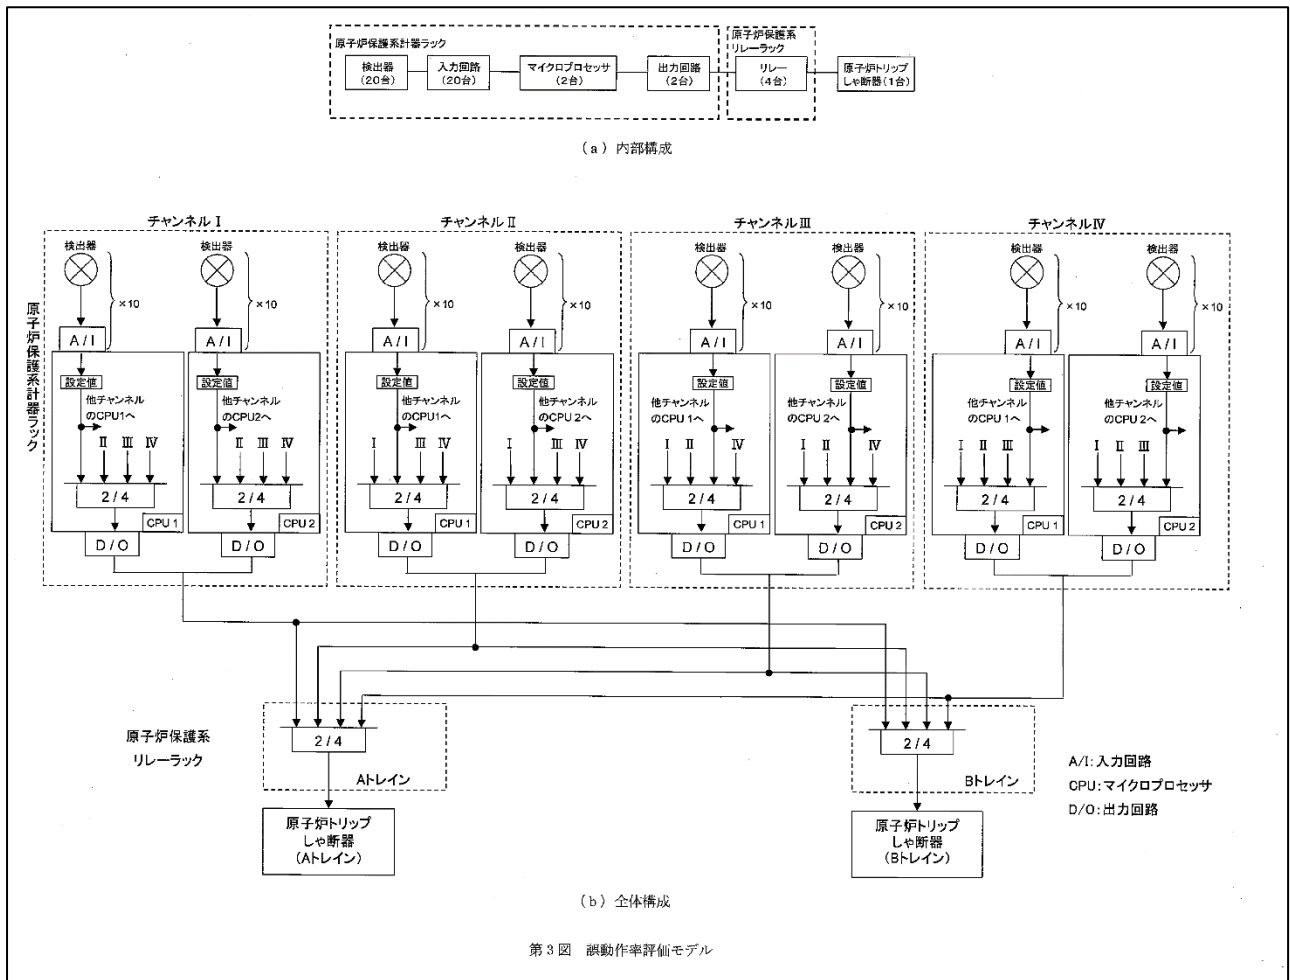 原子炉保護系計器ラック
原子炉保護系
リレーラック
検出器
(20台)
入力回路
(20台)
マイクロプロセッサ
(2台)
出力回路
(2台)
リレー
(4台)
原子炉トリップ
しゃ断器(1台)
(a) 内部構成
チャンネルⅠ
チャンネルⅡ
チャンネルⅢ
チャンネルⅣ
原子炉保護系計器ラック
検出器
×10
A/I
設定値
他チャンネル
のCPU1へ
Ⅱ Ⅲ Ⅳ
2/4
CPU 1
D/O
検出器
×10
A/I
設定値
他チャンネル
のCPU2へ
Ⅱ Ⅲ Ⅳ
2/4
CPU 2
D/O
検出器
×10
A/I
設定値
他チャンネル
のCPU1へ
Ⅰ Ⅲ Ⅳ
2/4
CPU 1
D/O
検出器
×10
A/I
設定値
他チャンネル
のCPU 2へ
Ⅰ Ⅲ Ⅳ
2/4
CPU 2
D/O
検出器
×10
A/I
設定値
他チャンネル
のCPU 1へ
Ⅰ Ⅱ Ⅳ
2/4
CPU 1
D/O
検出器
×10
A/I
設定値
他チャンネル
のCPU 2へ
Ⅰ Ⅱ Ⅳ
2/4
CPU 2
D/O
検出器
×10
A/I
設定値
他チャンネル
のCPU 1へ
Ⅰ Ⅱ Ⅲ
2/4
CPU 1
D/O
検出器
×10
A/I
設定値
他チャンネル
のCPU 2へ
Ⅰ Ⅱ Ⅲ
2/4
CPU 2
D/O
原子炉保護系
リレーラック
2/4
Aトレイン
2/4
Bトレイン
原子炉トリップ
しゃ断器
(Aトレイン)
原子炉トリップ
しゃ断器
(Bトレイン)
A/I:入力回路
CPU:マイクロプロセッサ
D/O:出力回路
(b) 全体構成
第3図 誤動作率評価モデル